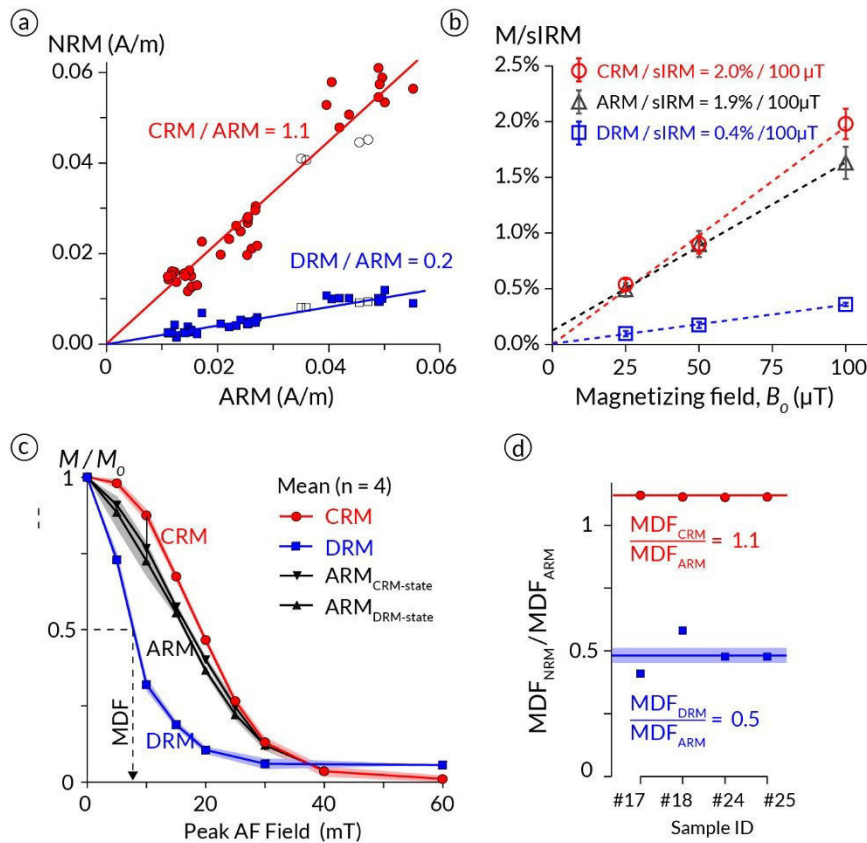 a
NRM (A/m)
0.06
0.04
0.02
0.00
0
0.02
0.04
0.06
ARM (A/m)
CRM / ARM = 1.1
DRM / ARM = 0.2
b
M/sIRM
2.5%
2.0%
1.5%
1.0%
0.5%
0.0%
0
25
50
100
Magnetizing field, Bo (µT)
CRM / sIRM = 2.0% / 100 µT
ARM / sIRM = 1.9% / 100µT
DRM / sIRM = 0.4% /100µT
c
M / Mo
1
0.5
0
0
20
40
60
Peak AF Field (mT)
Mean (n = 4)
CRM
DRM
ARMCRM-state
ARMDRM-state
CRM
ARM
DRM
MDF
d
MDFNRM / MDFARM
1
0.5
0
MDFCRM
MDFARM
= 1.1
MDFDRM
MDFARM
= 0.5
#17
#18
#24
#25
Sample ID